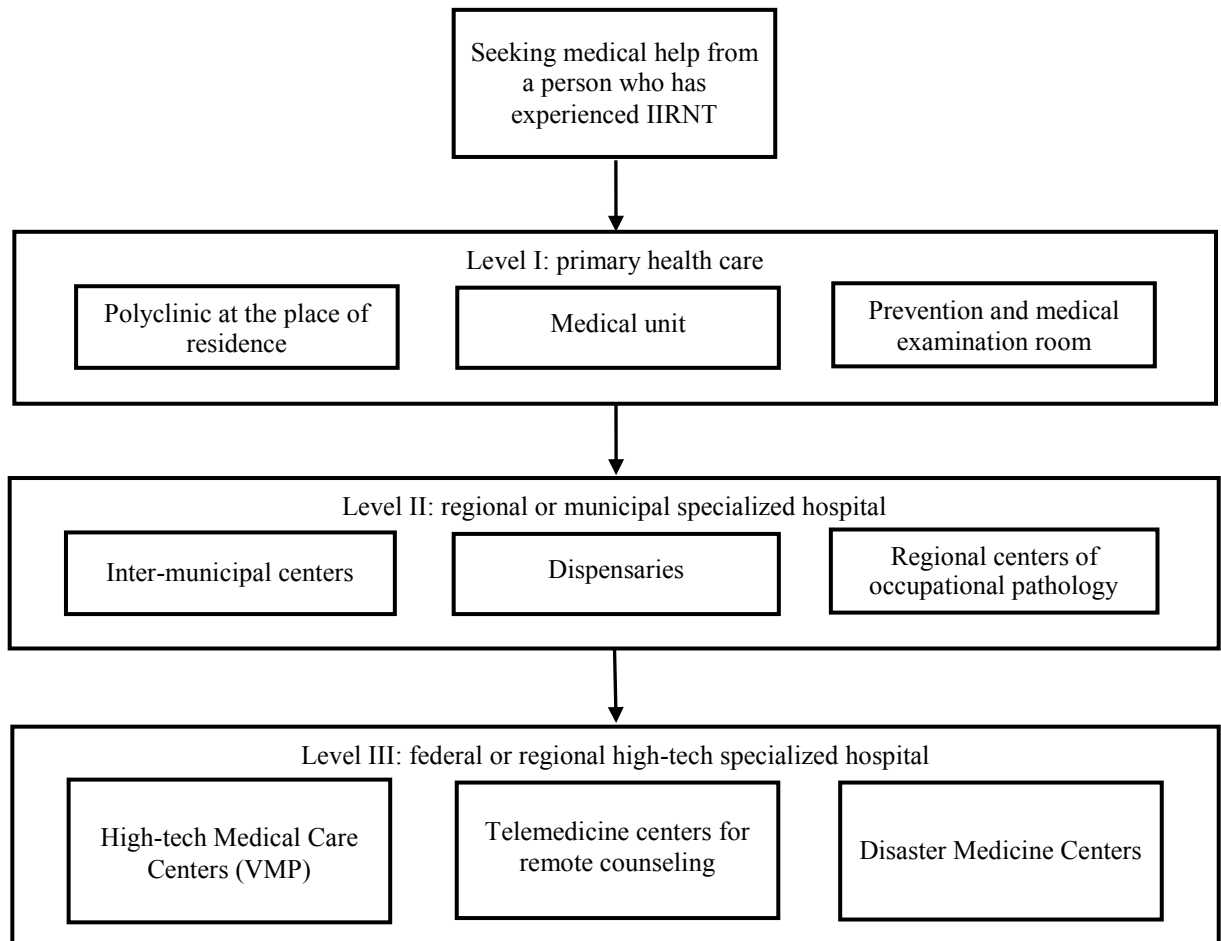 Seeking medical help from
a person who has
experienced IIRNT
Level I: primary health care
Polyclinic at the place of
residence
Medical unit
Prevention and medical
examination room
Level II: regional or municipal specialized hospital
Inter-municipal centers
Dispensaries
Regional centers of
occupational pathology
Level III: federal or regional high-tech specialized hospital
High-tech Medical Care
Centers (VMP)
Telemedicine centers for
remote counseling
Disaster Medicine Centers